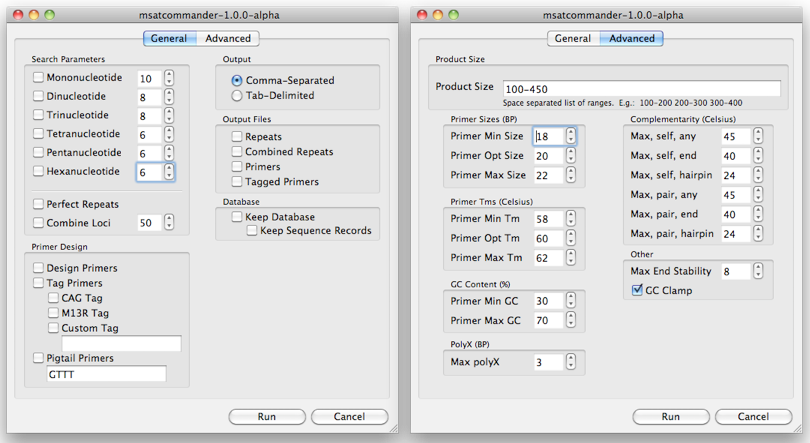 msatcommander-1.0.0-alpha
General Advanced
Search Parameters
Mononucleotide 10
Dinucleotide 8
Trinucleotide 8
Tetranucleotide 6
Pentanucleotide 6
Hexanucleotide 6
Perfect Repeats
Combine Loci 50
Primer Design
Design Primers
Tag Primers
CAG Tag
M13R Tag
Custom Tag
Pigtail Primers
GTTT
Output
Comma-Separated
Tab-Delimited
Output Files
Repeats
Combined Repeats
Primers
Tagged Primers
Database
Keep Database
Keep Sequence Records
Run Cancel
msatcommander-1.0.0-alpha
General Advanced
Product Size
Product Size 100-450
Space separated list of ranges. E.g.: 100-200 200-300 300-400
Primer Sizes (BP)
Primer Min Size 18
Primer Opt Size 20
Primer Max Size 22
Primer Tms (Celsius)
Primer Min Tm 58
Primer Opt Tm 60
Primer Max Tm 62
GC Content (%)
Primer Min GC 30
Primer Max GC 70
PolyX (BP)
Max polyX 3
Complementarity (Celsius)
Max, self, any 45
Max, self, end 40
Max, self, hairpin 24
Max, pair, any 45
Max, pair, end 40
Max, pair, hairpin 24
Other
Max End Stability 8
GC Clamp
Run Cancel